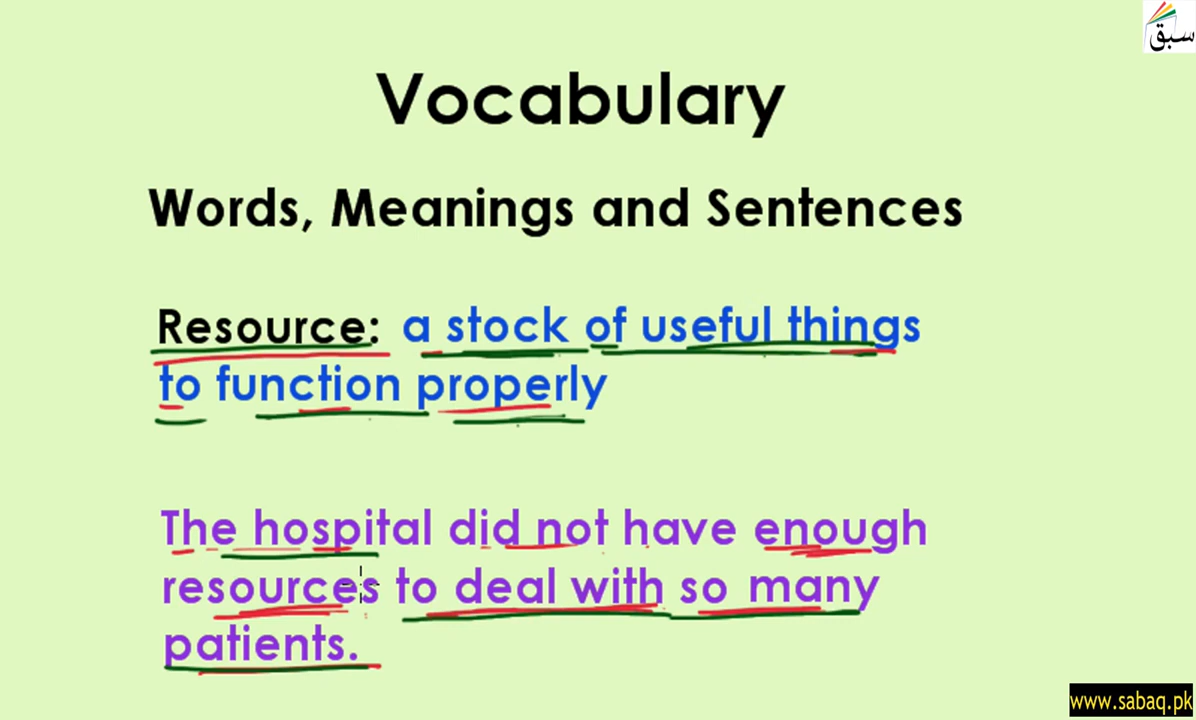 سبق
Vocabulary
Words, Meanings and Sentences
Resource: a stock of useful things
to function properly
The hospital did not have enough
resources to deal with so many
patients.
www.sabaq.pk